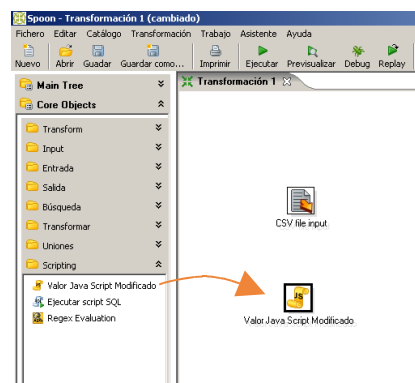 Spoon - Transformación 1 (cambiado)
Fichero Editar Catálogo Transformación Trabajo Asistente Ayuda
Nuevo Abrir Guadar Guardar como... Imprimir Ejecutar Previsualizar Debug Replay
Main Tree
Transformación 1
Core Objects
Transform
Input
Entrada
Salida
Búsqueda
Transformar
Uniones
Scripting
Valor Java Script Modificado
Ejecutar script SQL
Regex Evaluation
CSV file input
JS
Valor Java Script Modificado